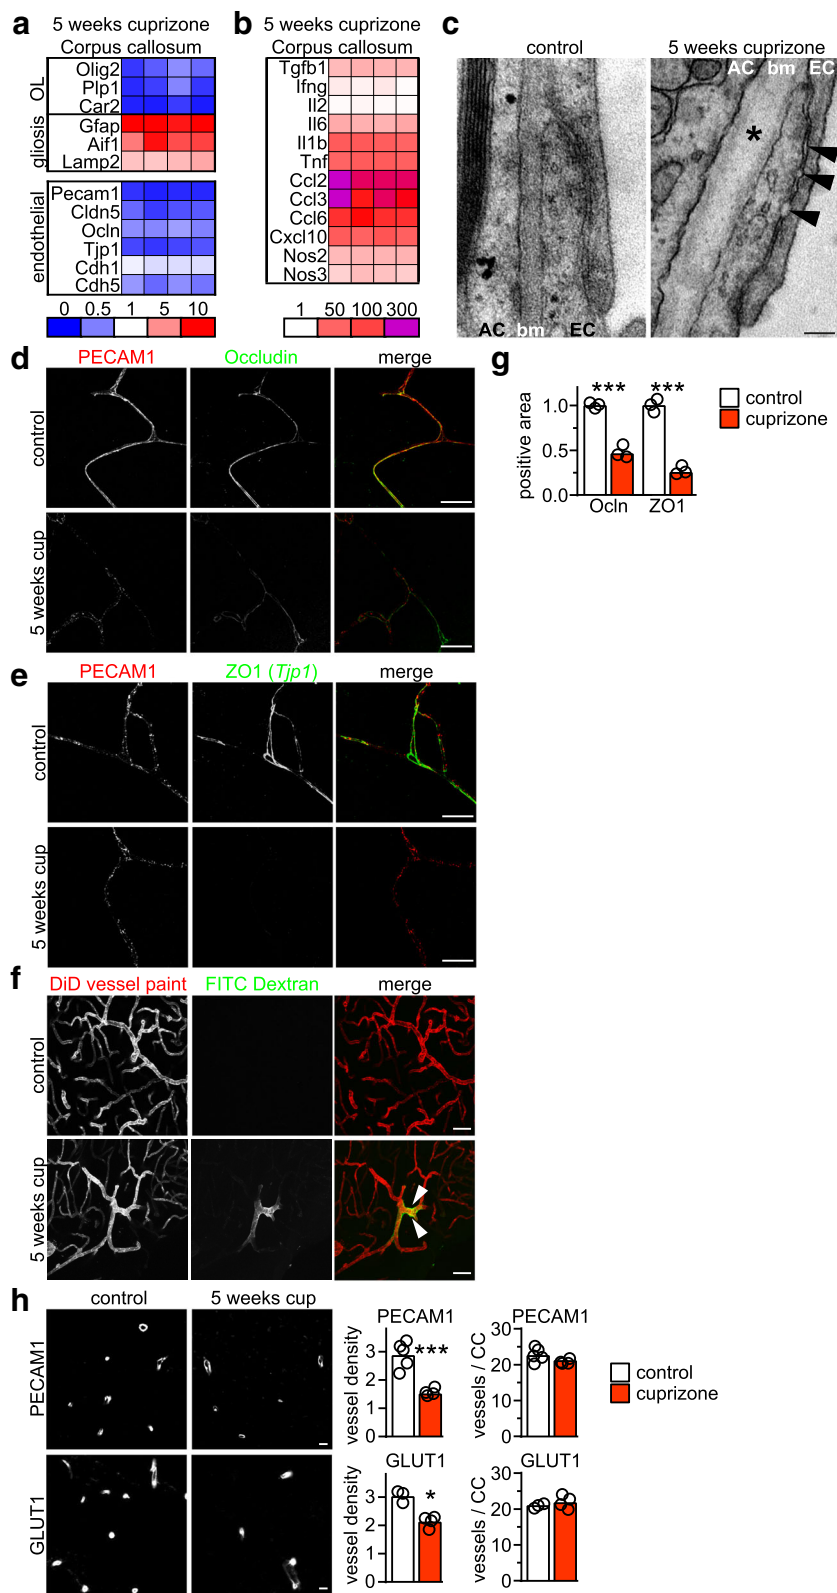 a
5 weeks cuprizone
Corpus callosum
OL
Olig2
Plp1
Car2
gliosis
Gfap
Aif1
Lamp2
endothelial
Pecam1
Cldn5
Ocln
Tjp1
Cdh1
Cdh5
0 0.5 1 5 10
b
5 weeks cuprizone
Corpus callosum
Tgfb1
Ifng
Il2
Il6
Il1b
Tnf
Ccl2
Ccl3
Ccl6
Cxcl10
Nos2
Nos3
1 50 100 300
c
control
5 weeks cuprizone
AC bm EC
*
AC bm EC
d
PECAM1 Occludin merge
control
5 weeks cup
g
positive area
1.0
0.5
0.0
*** ***
Ocln ZO1
control
cuprizone
e
PECAM1 ZO1 (Tjp1) merge
control
5 weeks cup
f
DiD vessel paint FITC Dextran merge
control
5 weeks cup
h
control 5 weeks cup
PECAM1
GLUT1
PECAM1
vessel density
3
2
1
0
***
PECAM1
vessels / CC
30
20
10
0
control
cuprizone
GLUT1
vessel density
3
2
1
0
*
GLUT1
vessels / CC
30
20
10
0